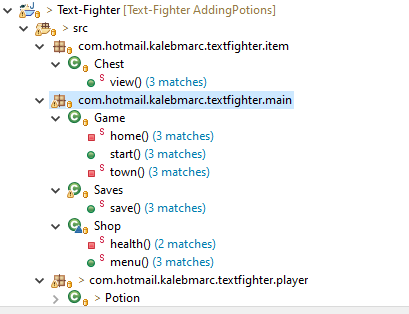 > Text-Fighter [Text-Fighter AddingPotions]
> src
com.hotmail.kalebmarc.textfighter.item
Chest
S view() (3 matches)
com.hotmail.kalebmarc.textfighter.main
Game
S home() (3 matches)
start() (3 matches)
S town() (3 matches)
Saves
S save() (3 matches)
Shop
S health() (2 matches)
S menu() (3 matches)
> com.hotmail.kalebmarc.textfighter.player
> Potion